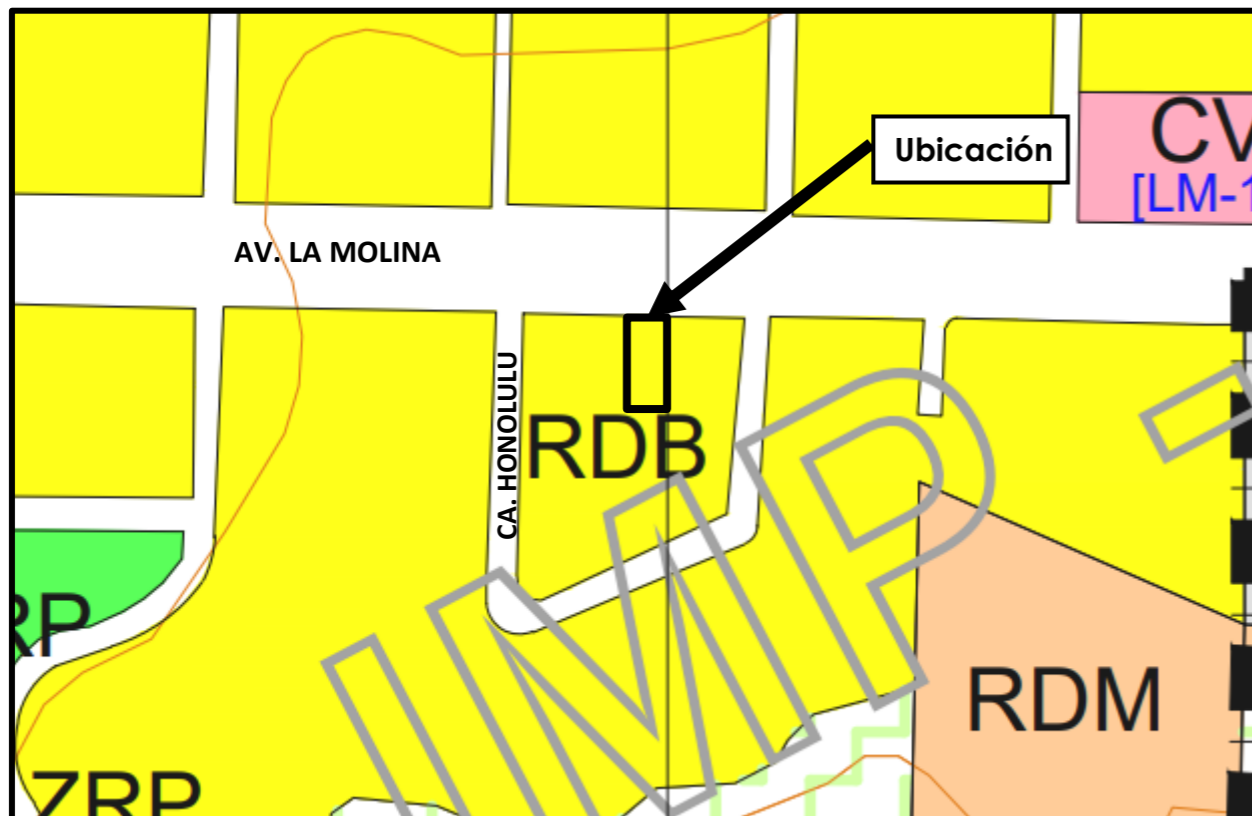 CV
[LM-1
Ubicación
AV. LA MOLINA
CA. HONOLULU
RDB
IMP
RP
RDM
ZRP